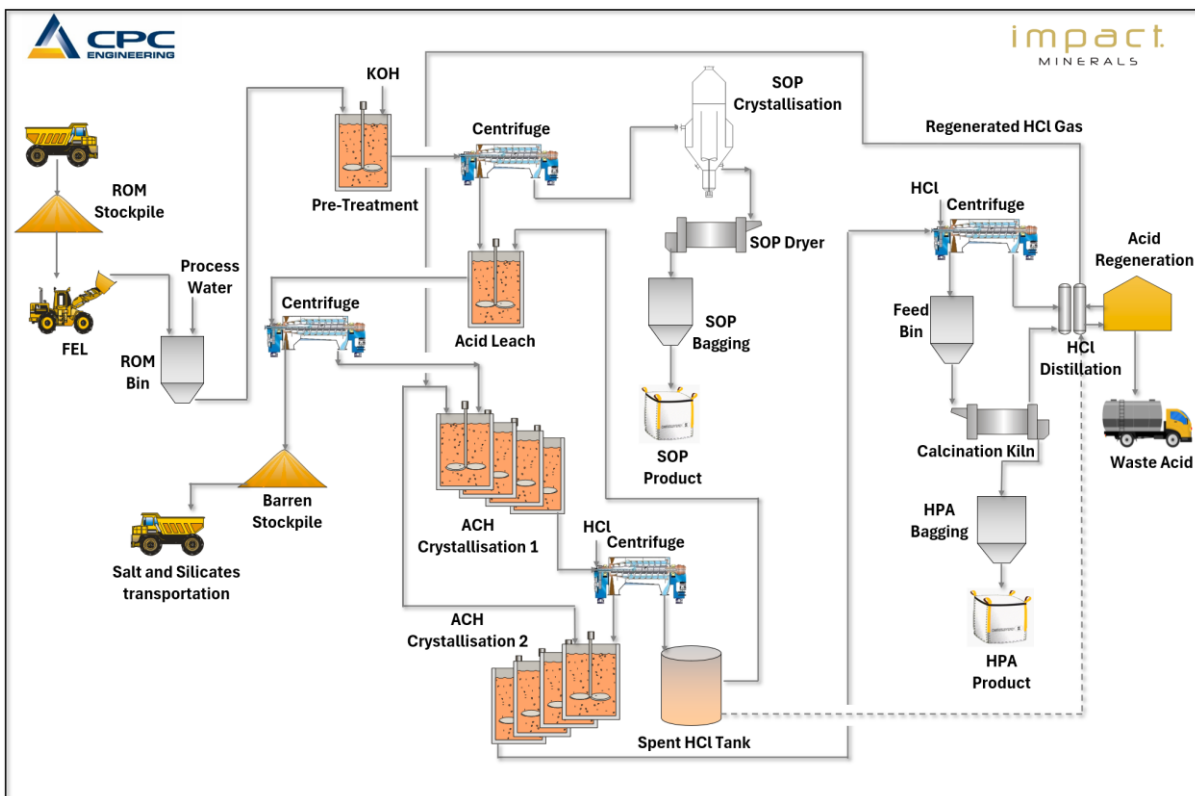 CPC
ENGINEERING
impact.
MINERALS
KOH
SOP
Crystallisation
Centrifuge
Regenerated HCl Gas
ROM
Stockpile
Pre-Treatment
HCl
Centrifuge
SOP Dryer
Acid
Regeneration
Process
Water
Centrifuge
FEL
ROM
Bin
Acid Leach
SOP
Bagging
Feed
Bin
HCl
Distillation
Calcination Kiln
Waste Acid
SOP
Product
Barren
Stockpile
ACH
Crystallisation 1
HCl
Centrifuge
HPA
Bagging
Salt and Silicates
transportation
ACH
Crystallisation 2
HPA
Product
Spent HCl Tank